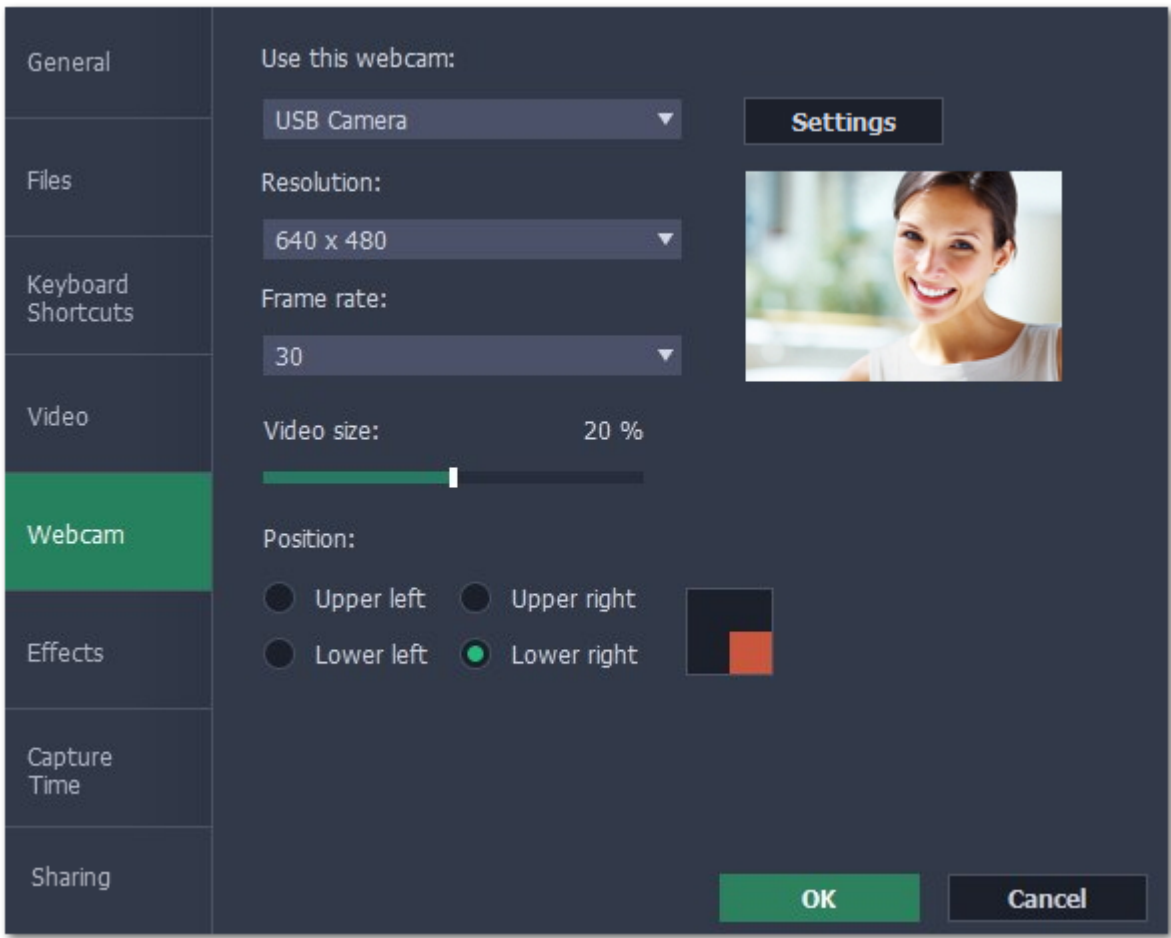 General
Files
Keyboard
Shortcuts
Video
Webcam
Effects
Capture
Time
Sharing
Use this webcam:
USB Camera
Settings
Resolution:
640 x 480
Frame rate:
30
Video size: 20 %
Position:
Upper left Upper right
Lower left Lower right
OK Cancel